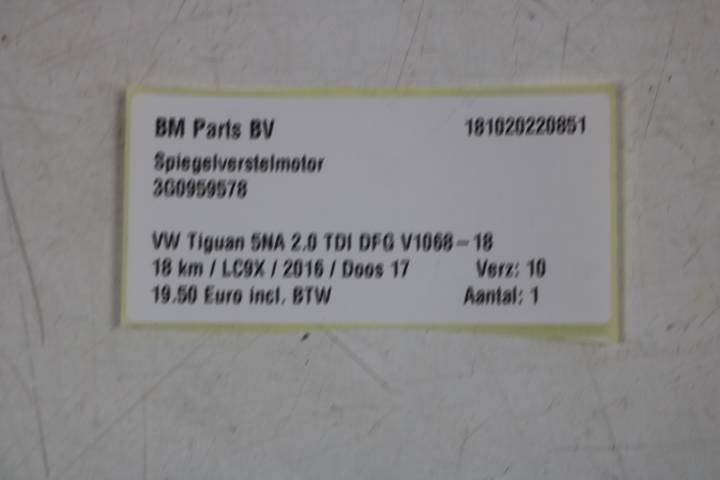 BM Parts BV 181020220851
Spiegelverstelmotor
3G0959578
VW Tiguan 5NA 2.0 TDI DFG V1068-18
18 km / LC9X / 2016 / Doos 17 Verz: 10
19.50 Euro incl. BTW Aantal: 1